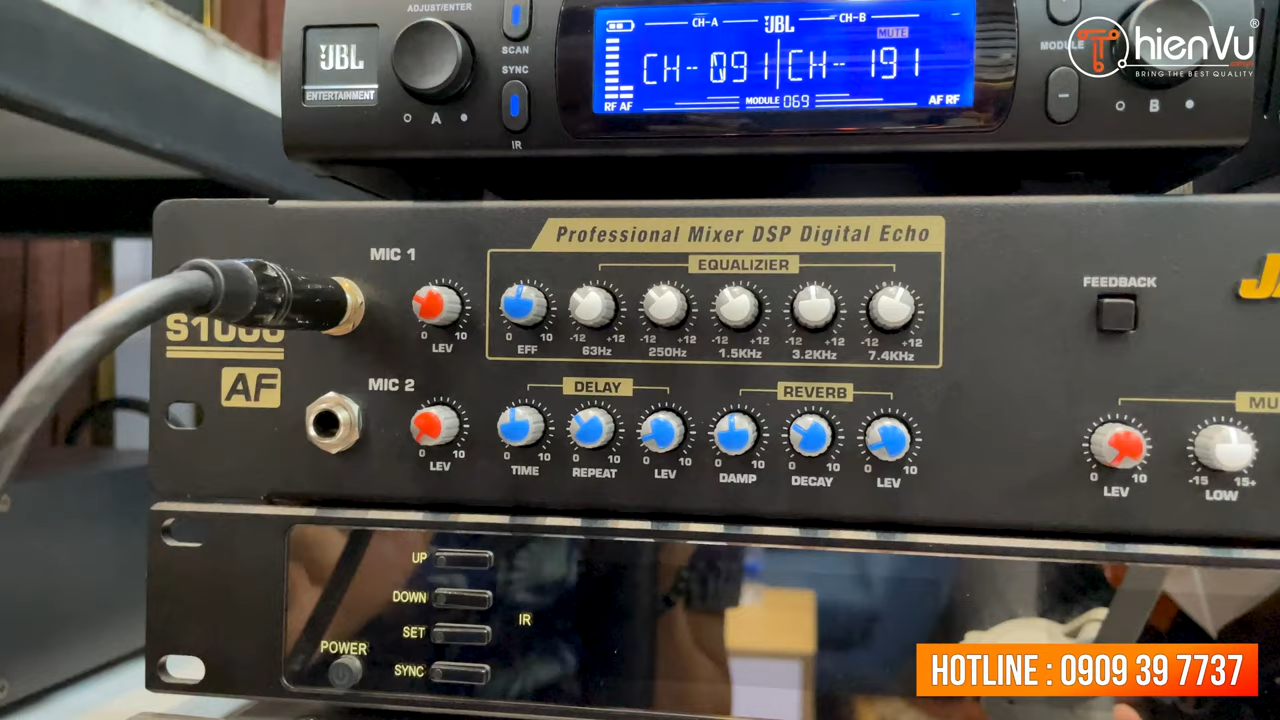 ADJUST/ENTER
JBL
ENTERTAINMENT
A
SCAN
SYNC
IR
CH-A
JBL
CH-B
MUTE
CH-091 CH-191
RF AF
MODULE 069
AF RF
MODULE
B
ThienVu
®
BRING THE BEST QUALITY
Professional Mixer DSP Digital Echo
MIC 1
EQUALIZIER
FEEDBACK
0 10
LEV
0 10
EFF
-12 +12
63Hz
-12 +12
250Hz
-12 +12
1.5KHz
-12 +12
3.2KHz
-12 +12
7.4KHz
S1000
AF
MIC 2
DELAY
REVERB
0 10
LEV
0 10
TIME
0 10
REPEAT
0 10
LEV
0 10
DAMP
0 10
DECAY
0 10
LEV
0 10
LEV
-15 15+
LOW
UP
DOWN
SET
SYNC
IR
POWER
HOTLINE : 0909 39 7737